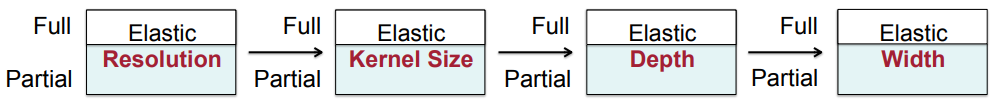 Full Elastic Full Elastic Full Elastic Full Elastic
Resolution Kernel Size Depth Width
Partial Partial Partial Partial